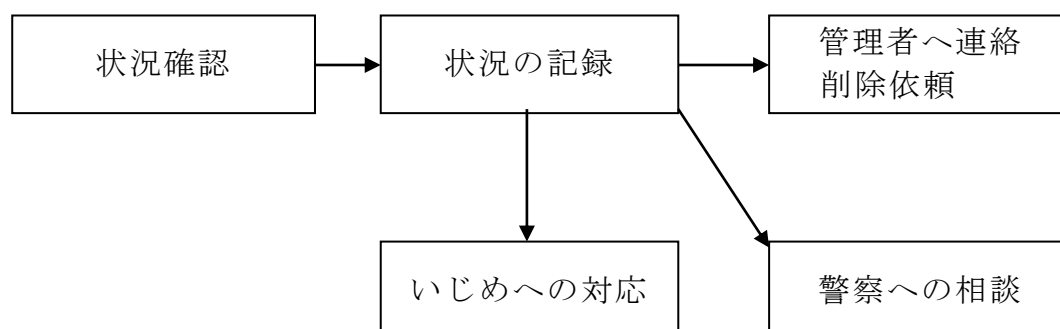 状況確認
状況の記録
管理者へ連絡
削除依頼
いじめへの対応
警察への相談